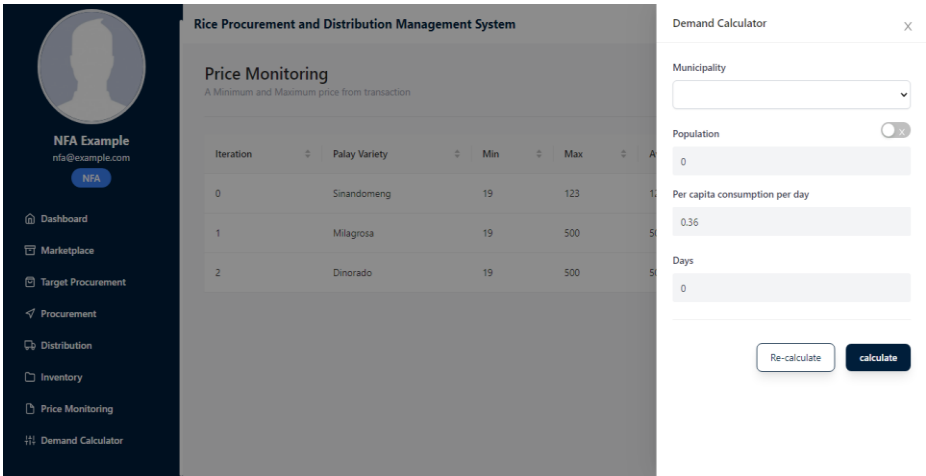 NFA Example
nfa@example.com
NFA
Dashboard
Marketplace
Target Procurement
Procurement
Distribution
Inventory
Price Monitoring
Demand Calculator
Rice Procurement and Distribution Management System
Price Monitoring
A Minimum and Maximum price from transaction
Iteration Palay Variety Min Max
0 Sinandomeng 19 123
1 Milagrosa 19 500
2 Dinorado 19 500
Demand Calculator X
Municipality
Population
0
Per capita consumption per day
0.36
Days
0
Re-calculate calculate